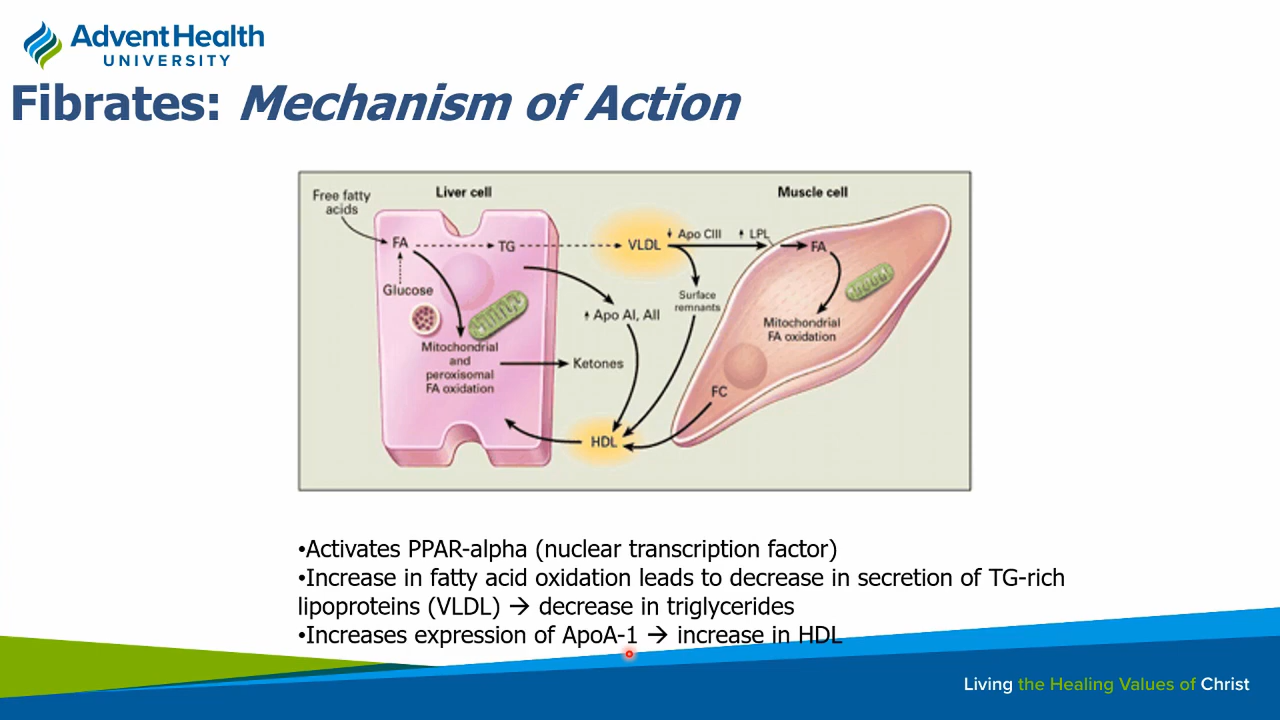 AdventHealth
UNIVERSITY
Fibrates: Mechanism of Action
Liver cell
Muscle cell
Free fatty
acids
FA
TG
VLDL
↓ Apo CIII
↑ LPL
FA
Glucose
Surface
remnants
↑ Apo AI, AII
Mitochondrial
FA oxidation
Mitochondrial
and
peroxisomal
FA oxidation
Ketones
FC
HDL
•Activates PPAR-alpha (nuclear transcription factor)
•Increase in fatty acid oxidation leads to decrease in secretion of TG-rich
lipoproteins (VLDL) → decrease in triglycerides
•Increases expression of ApoA-1 → increase in HDL
Living the Healing Values of Christ